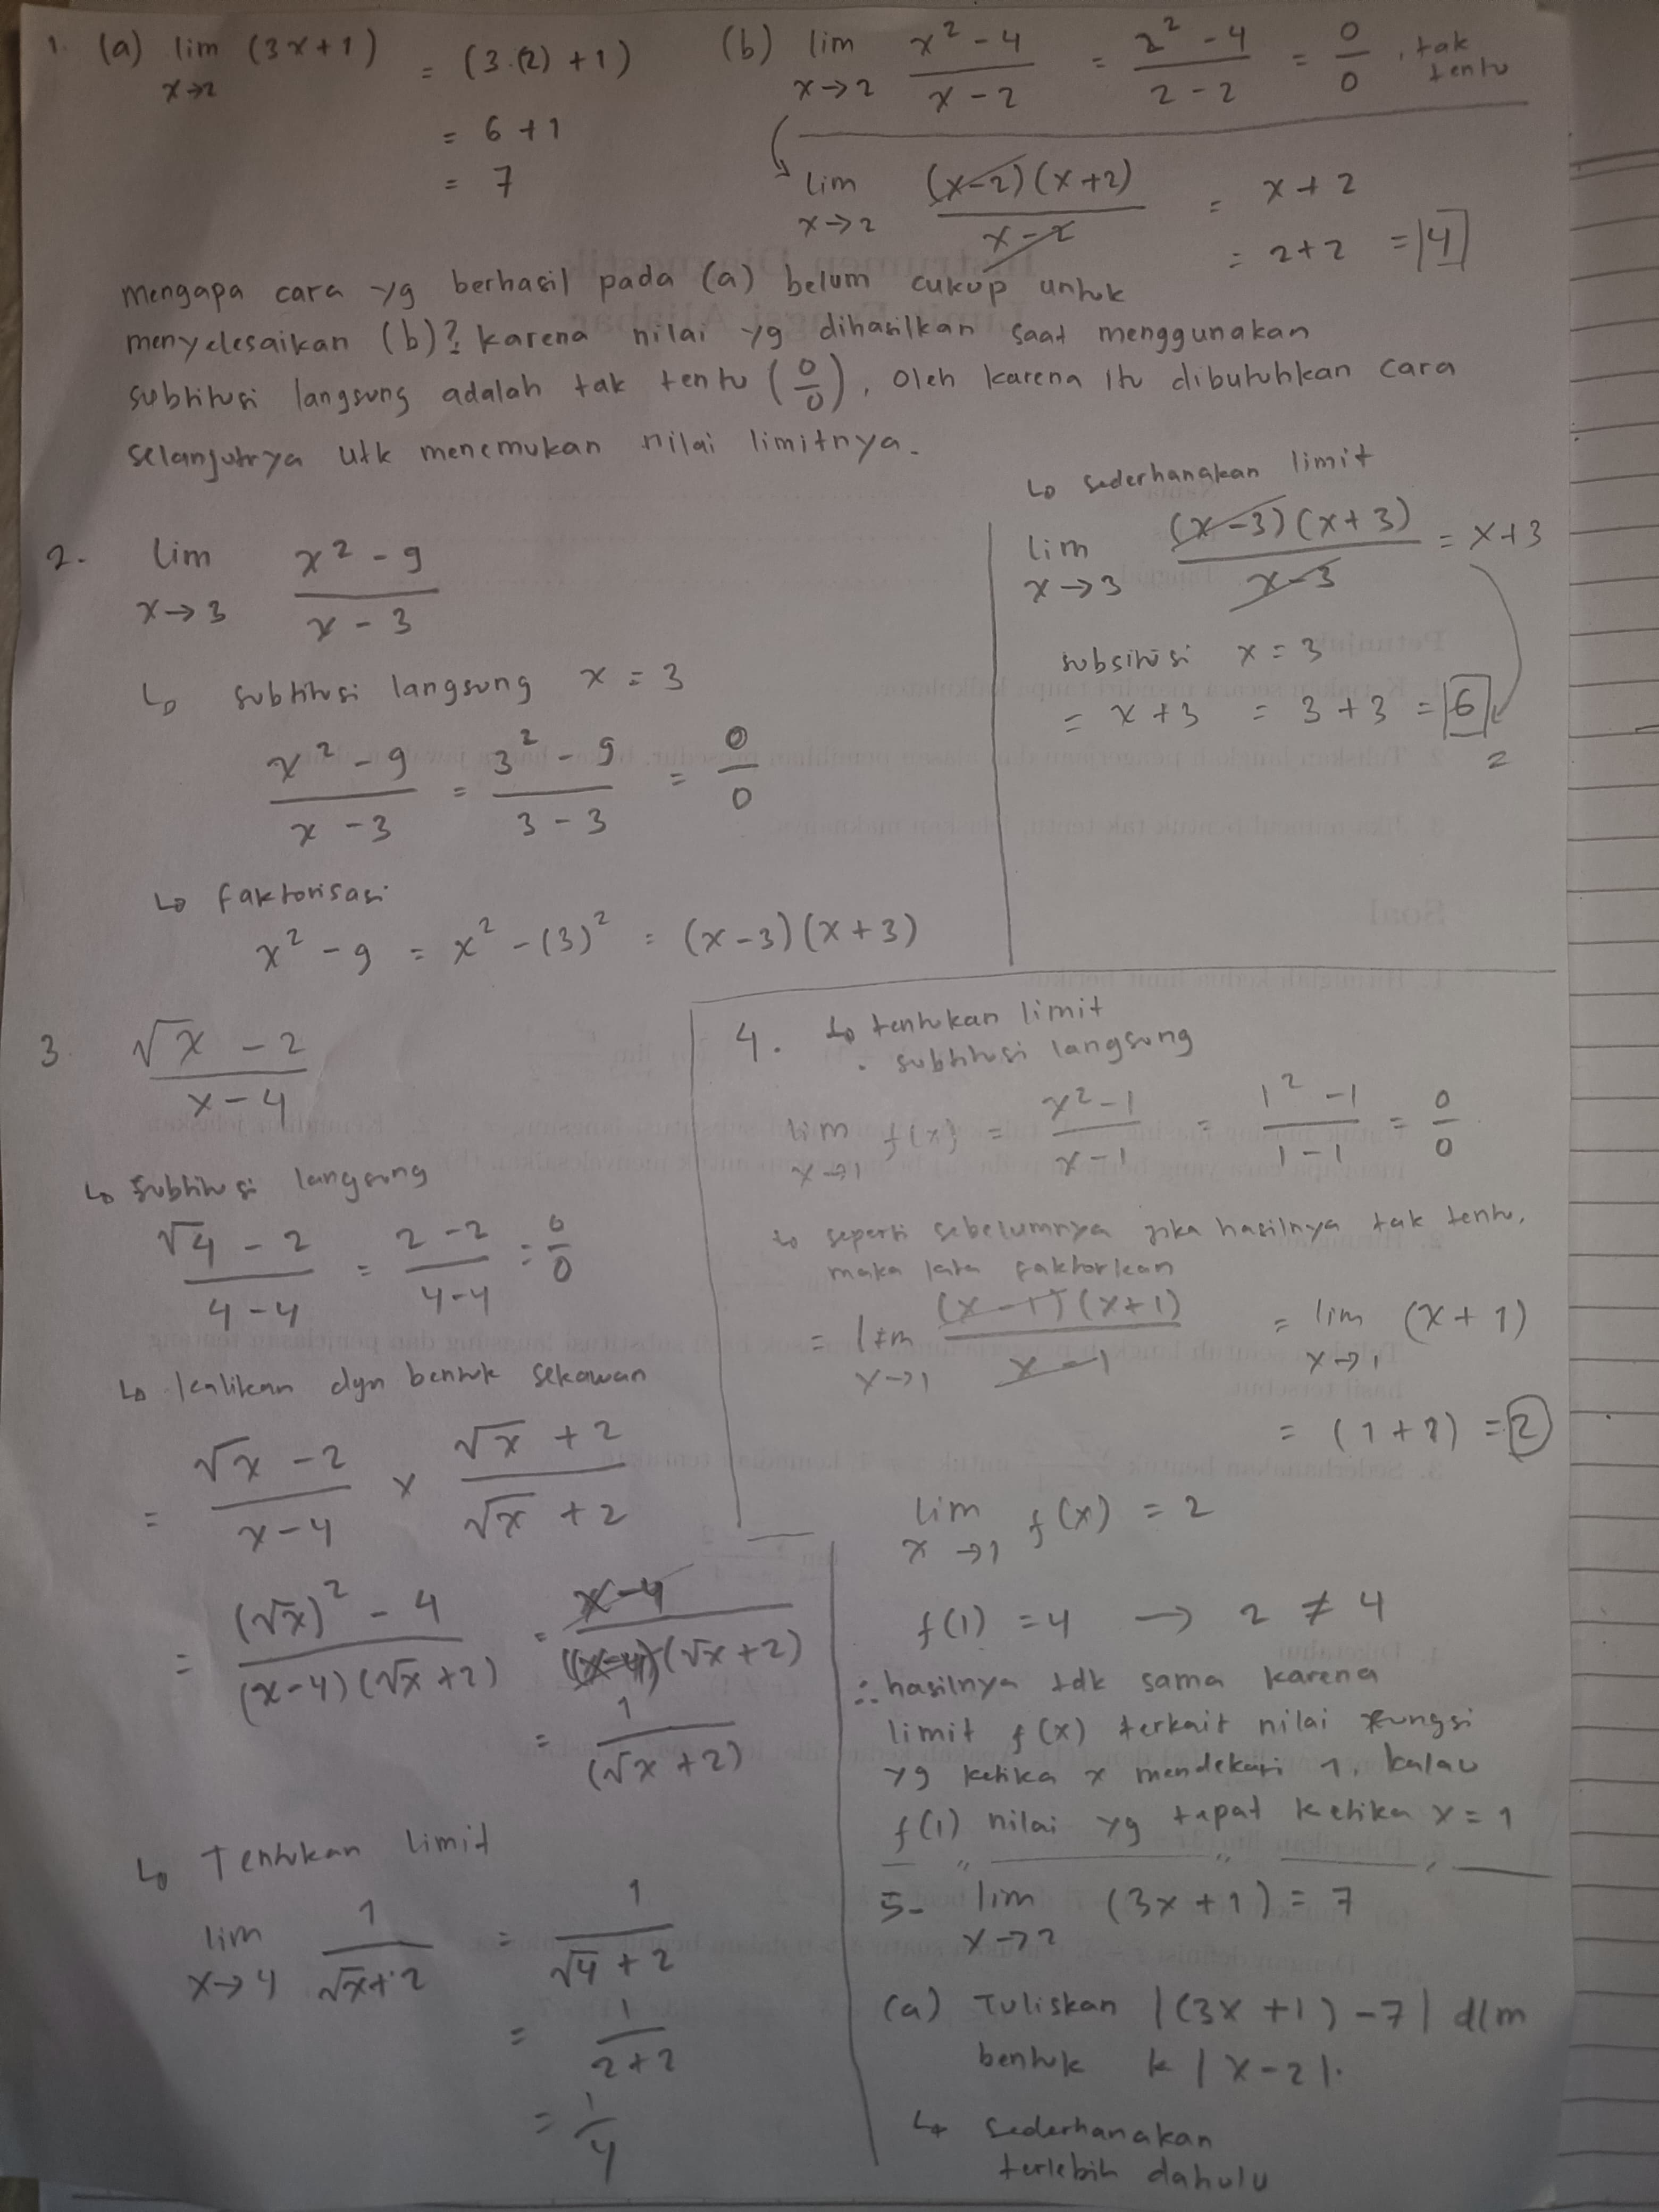 1. (a) lim (3x+1) = (3.(2)+1)
x→2
= 6+1
= 7
(b) lim x² - 4 / x - 2 = 2² - 4 / 2 - 2 = 0/0, tak tentu
x→2
lim (x-2)(x+2) / x-2 = x+2
x→2
= 2+2 = 4
mengapa cara yg berhasil pada (a) belum cukup untuk
menyelesaikan (b)? karena nilai yg dihasilkan saat menggunakan
subtitusi langsung adalah tak tentu (0/0), oleh karena itu dibutuhkan cara
selanjutnya utk menemukan nilai limitnya.
2. lim x² - 9 / x - 3
x→3
↳ subtitusi langsung x = 3
x² - 9 / x - 3 = 3² - 9 / 3 - 3 = 0/0
↳ faktorisasi
x² - 9 = x² - (3)² = (x-3)(x+3)
↳ sederhanakan limit
lim (x-3)(x+3) / x-3 = x+3
x→3
subsitusi x = 3
= x+3 = 3+3 = 6
3. √x - 2 / x - 4
↳ subtitusi langsung
√4 - 2 / 4 - 4 = 2 - 2 / 4 - 4 = 0/0
↳ kalikan dgn bentuk sekawan
= √x - 2 / x - 4 × √x + 2 / √x + 2
= (√x)² - 4 / (x-4)(√x+2) = x-4 / (x-4)(√x+2)
= 1 / (√x+2)
↳ Tentukan limit
lim 1 / √x+2 = 1 / √4 + 2
x→4
= 1 / 2+2
= 1/4
4. ↳ tentukan limit
. subtitusi langsung
lim f(x) = x² - 1 / x - 1 = 1² - 1 / 1 - 1 = 0/0
x→1
↳ seperti sebelumnya jika hasilnya tak tentu,
maka kita faktorkan
= lim (x-1)(x+1) / x-1 = lim (x+1)
x→1 x→1
= (1+1) = 2
lim f(x) = 2
x→1
f(1) = 4 → 2 ≠ 4
∴ hasilnya tdk sama karena
limit f(x) terkait nilai fungsi
yg ketika x mendekati 1, kalau
f(1) nilai yg tepat ketika x = 1
5- lim (3x+1) = 7
x→2
(a) Tuliskan |(3x+1)-7| dlm
bentuk k|x-2|.
↳ sederhanakan
terlebih dahulu